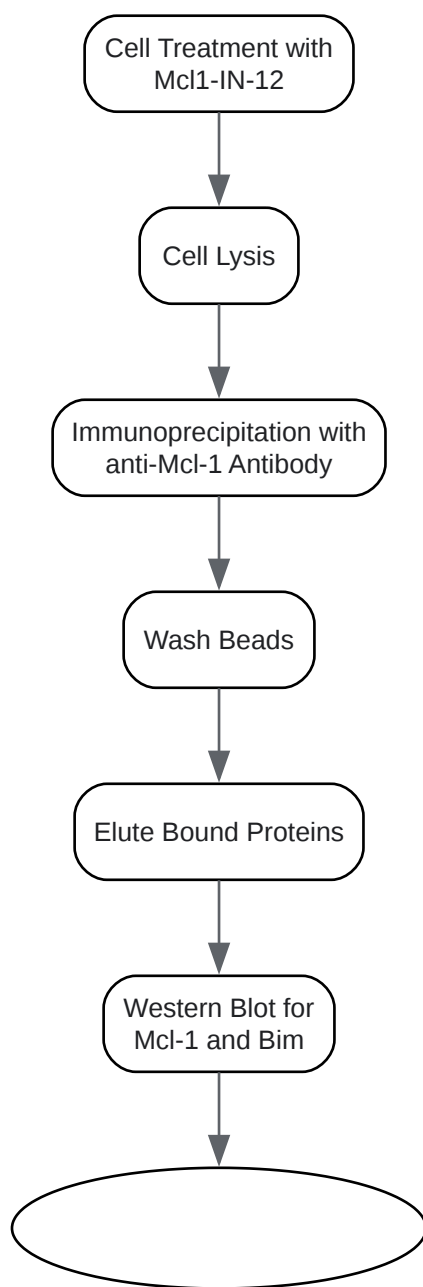 Cell Treatment with
Mcl1-IN-12
Cell Lysis
Immunoprecipitation with
anti-Mcl-1 Antibody
Wash Beads
Elute Bound Proteins
Western Blot for
Mcl-1 and Bim